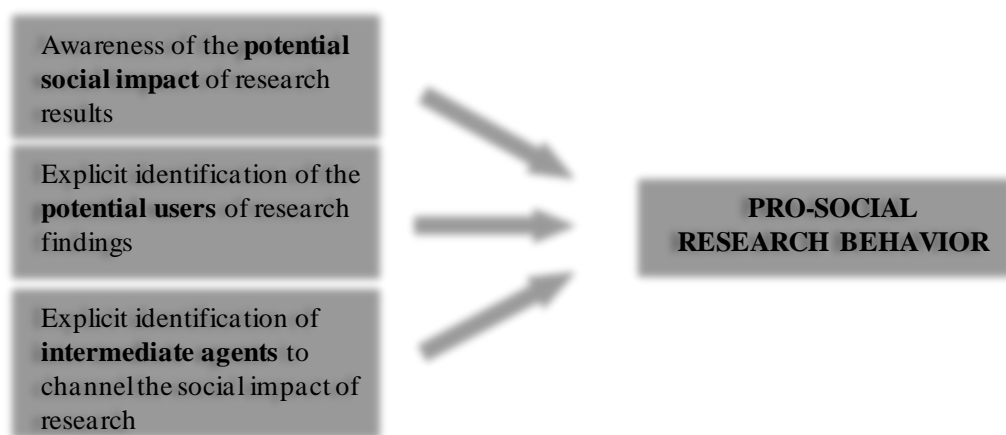 Awareness of the potential
social impact of research
results
Explicit identification of the
potential users of research
findings
Explicit identification of
intermediate agents to
channel the social impact of
research
PRO-SOCIAL
RESEARCH BEHAVIOR